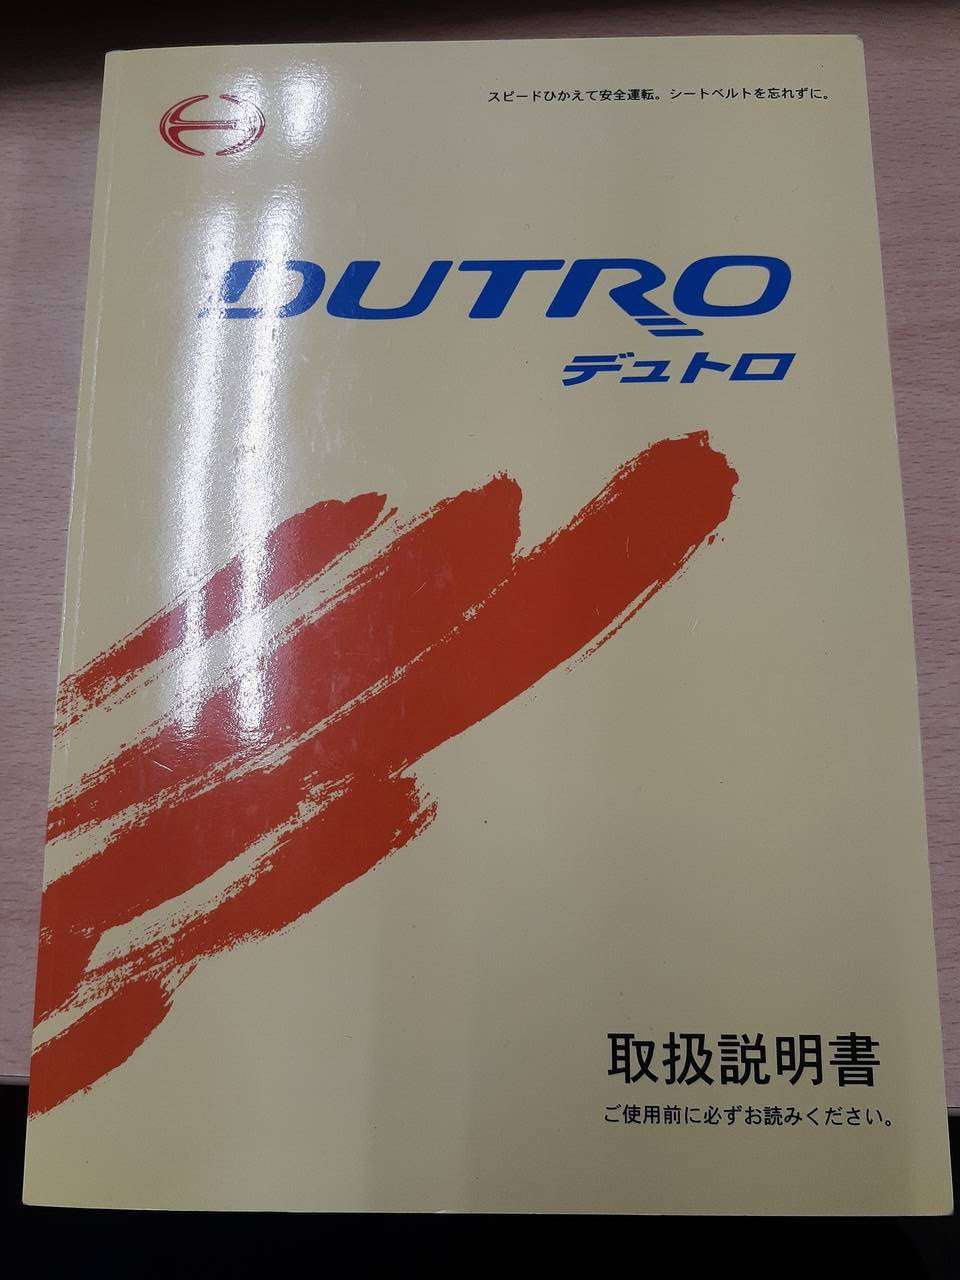 スピードひかえて安全運転。シートベルトを忘れずに。
DUTRO
デュトロ
取扱説明書
ご使用前に必ずお読みください。